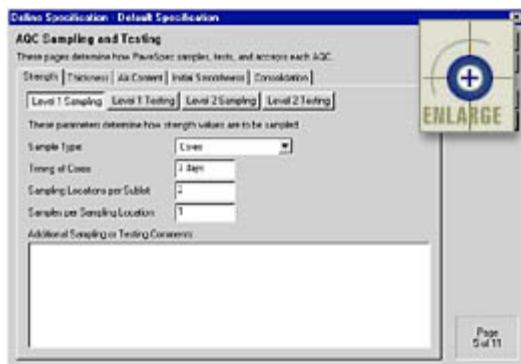 Define Specification - Default Specification
AQC Sampling and Testing
These pages determine how PaveSpec samples, tests, and accepts each AQC.
Strength Thickness Air Content Initial Smoothness Consolidation
Level 1 Sampling Level 1 Testing Level 2 Sampling Level 2 Testing
These parameters determine how strength values are to be sampled
Sample Type: Cores
Timing of Cores: 3 days
Sampling Locations per Sublot: 2
Samples per Sampling Location: 1
Additional Sampling or Testing Comments:
ENLARGE
Page
5 of 11